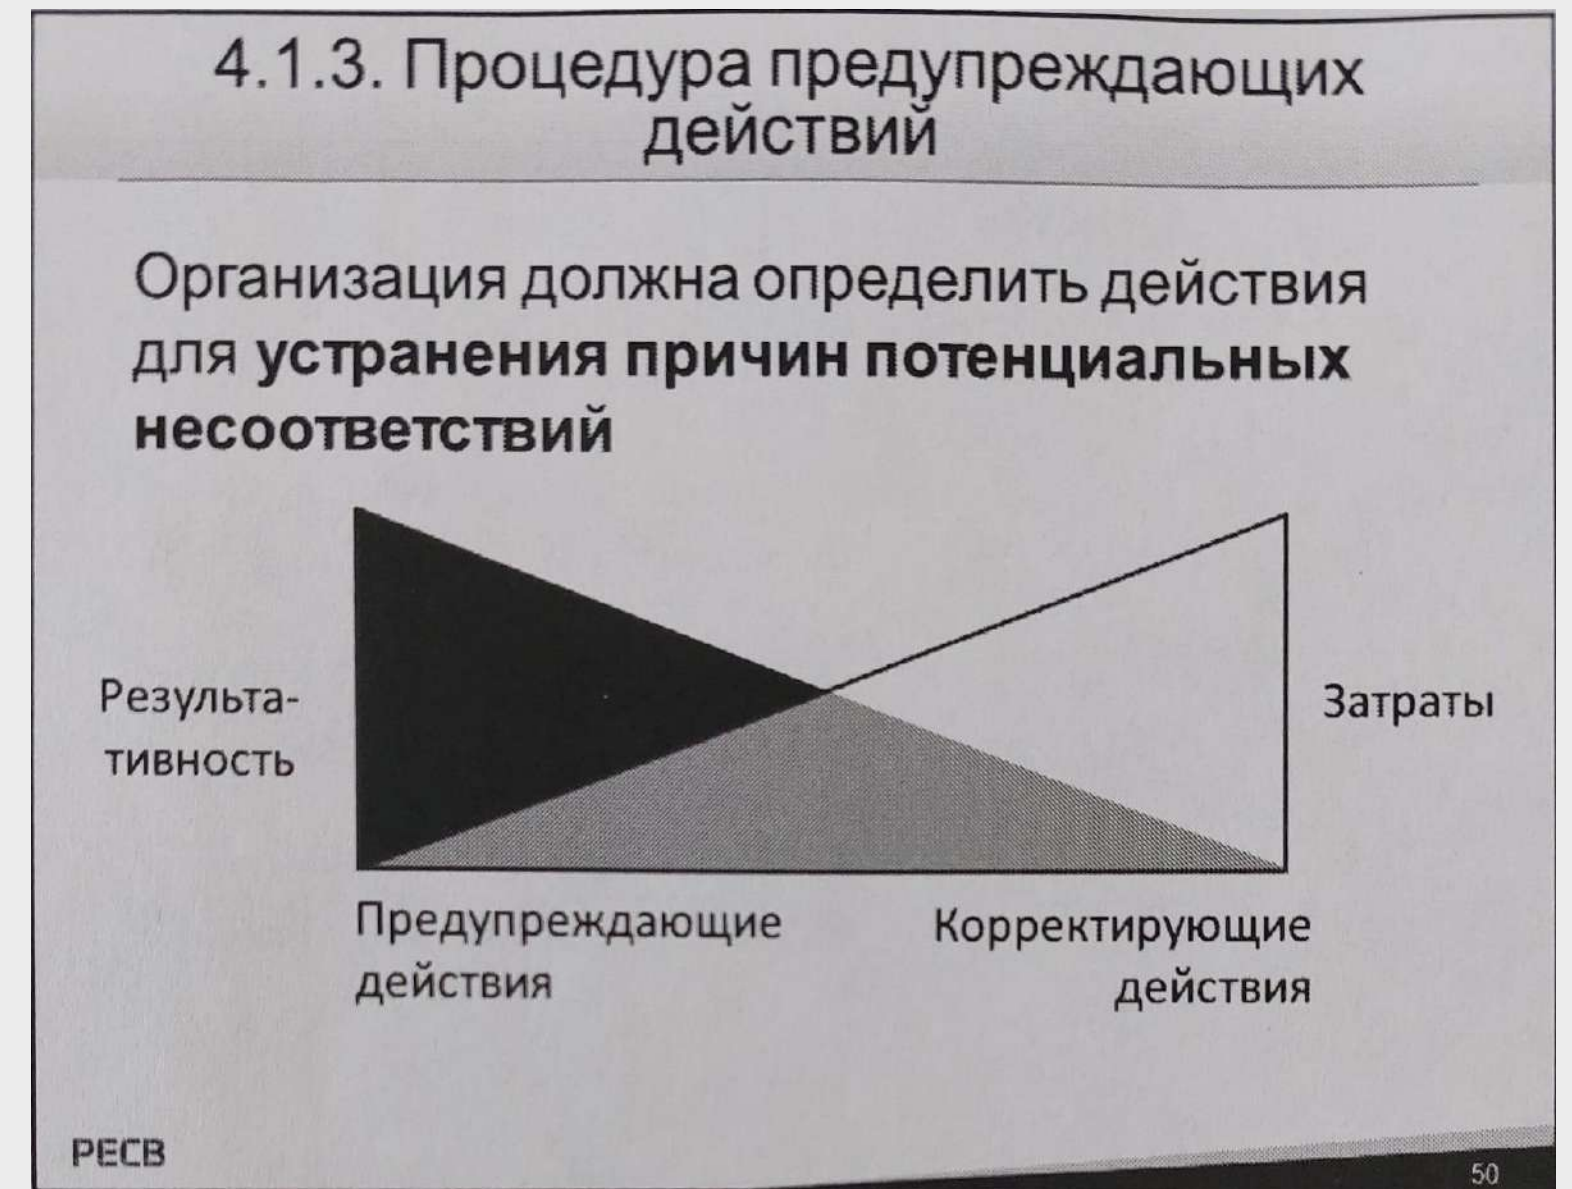 4.1.3. Процедура предупреждающих
действий
Организация должна определить действия
для устранения причин потенциальных
несоответствий
Результа-
тивность
Затраты
Предупреждающие
действия
Корректирующие
действия
PECB
50